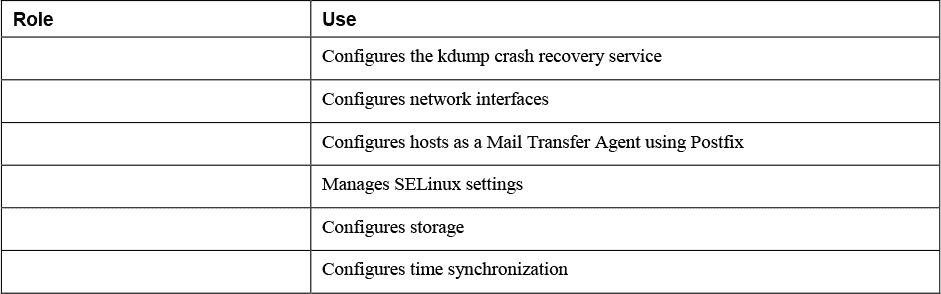 Role Use
Configures the kdump crash recovery service
Configures network interfaces
Configures hosts as a Mail Transfer Agent using Postfix
Manages SELinux settings
Configures storage
Configures time synchronization